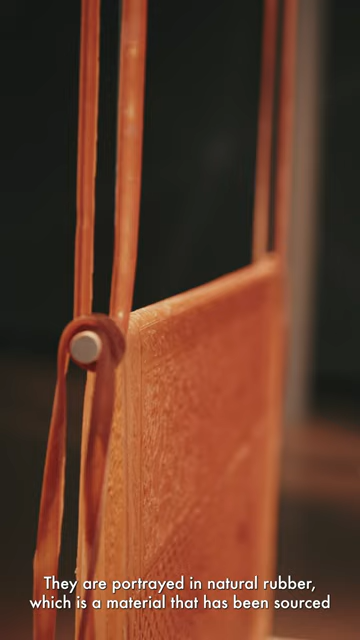 They are portrayed in natural rubber,
which is a material that has been sourced